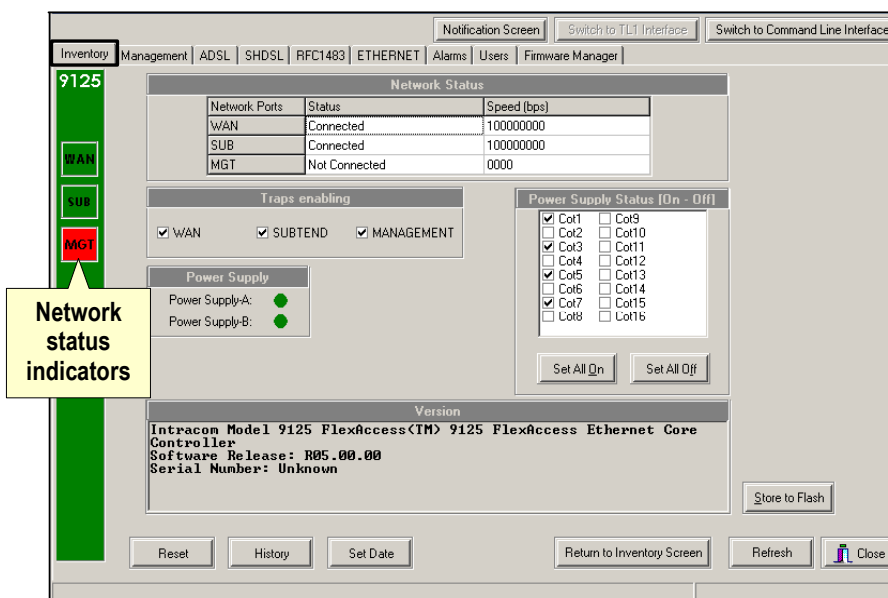 Notification Screen Switch to TL1 Interface Switch to Command Line Interface
Inventory Management ADSL SHDSL RFC1483 ETHERNET Alarms Users Firmware Manager
9125
WAN
SUB
MGT
Network status indicators
Network Status
Network Ports Status Speed (bps)
WAN Connected 100000000
SUB Connected 100000000
MGT Not Connected 0000
Traps enabling
WAN SUBTEND MANAGEMENT
Power Supply Status [On - Off]
Cot1 Cot9
Cot2 Cot10
Cot3 Cot11
Cot4 Cot12
Cot5 Cot13
Cot6 Cot14
Cot7 Cot15
Cot8 Cot16
Set All On Set All Off
Power Supply
Power Supply-A:
Power Supply-B:
Version
Intracom Model 9125 FlexAccess(TM) 9125 FlexAccess Ethernet Core
Controller
Software Release: R05.00.00
Serial Number: Unknown
Store to Flash
Reset History Set Date Return to Inventory Screen Refresh Close